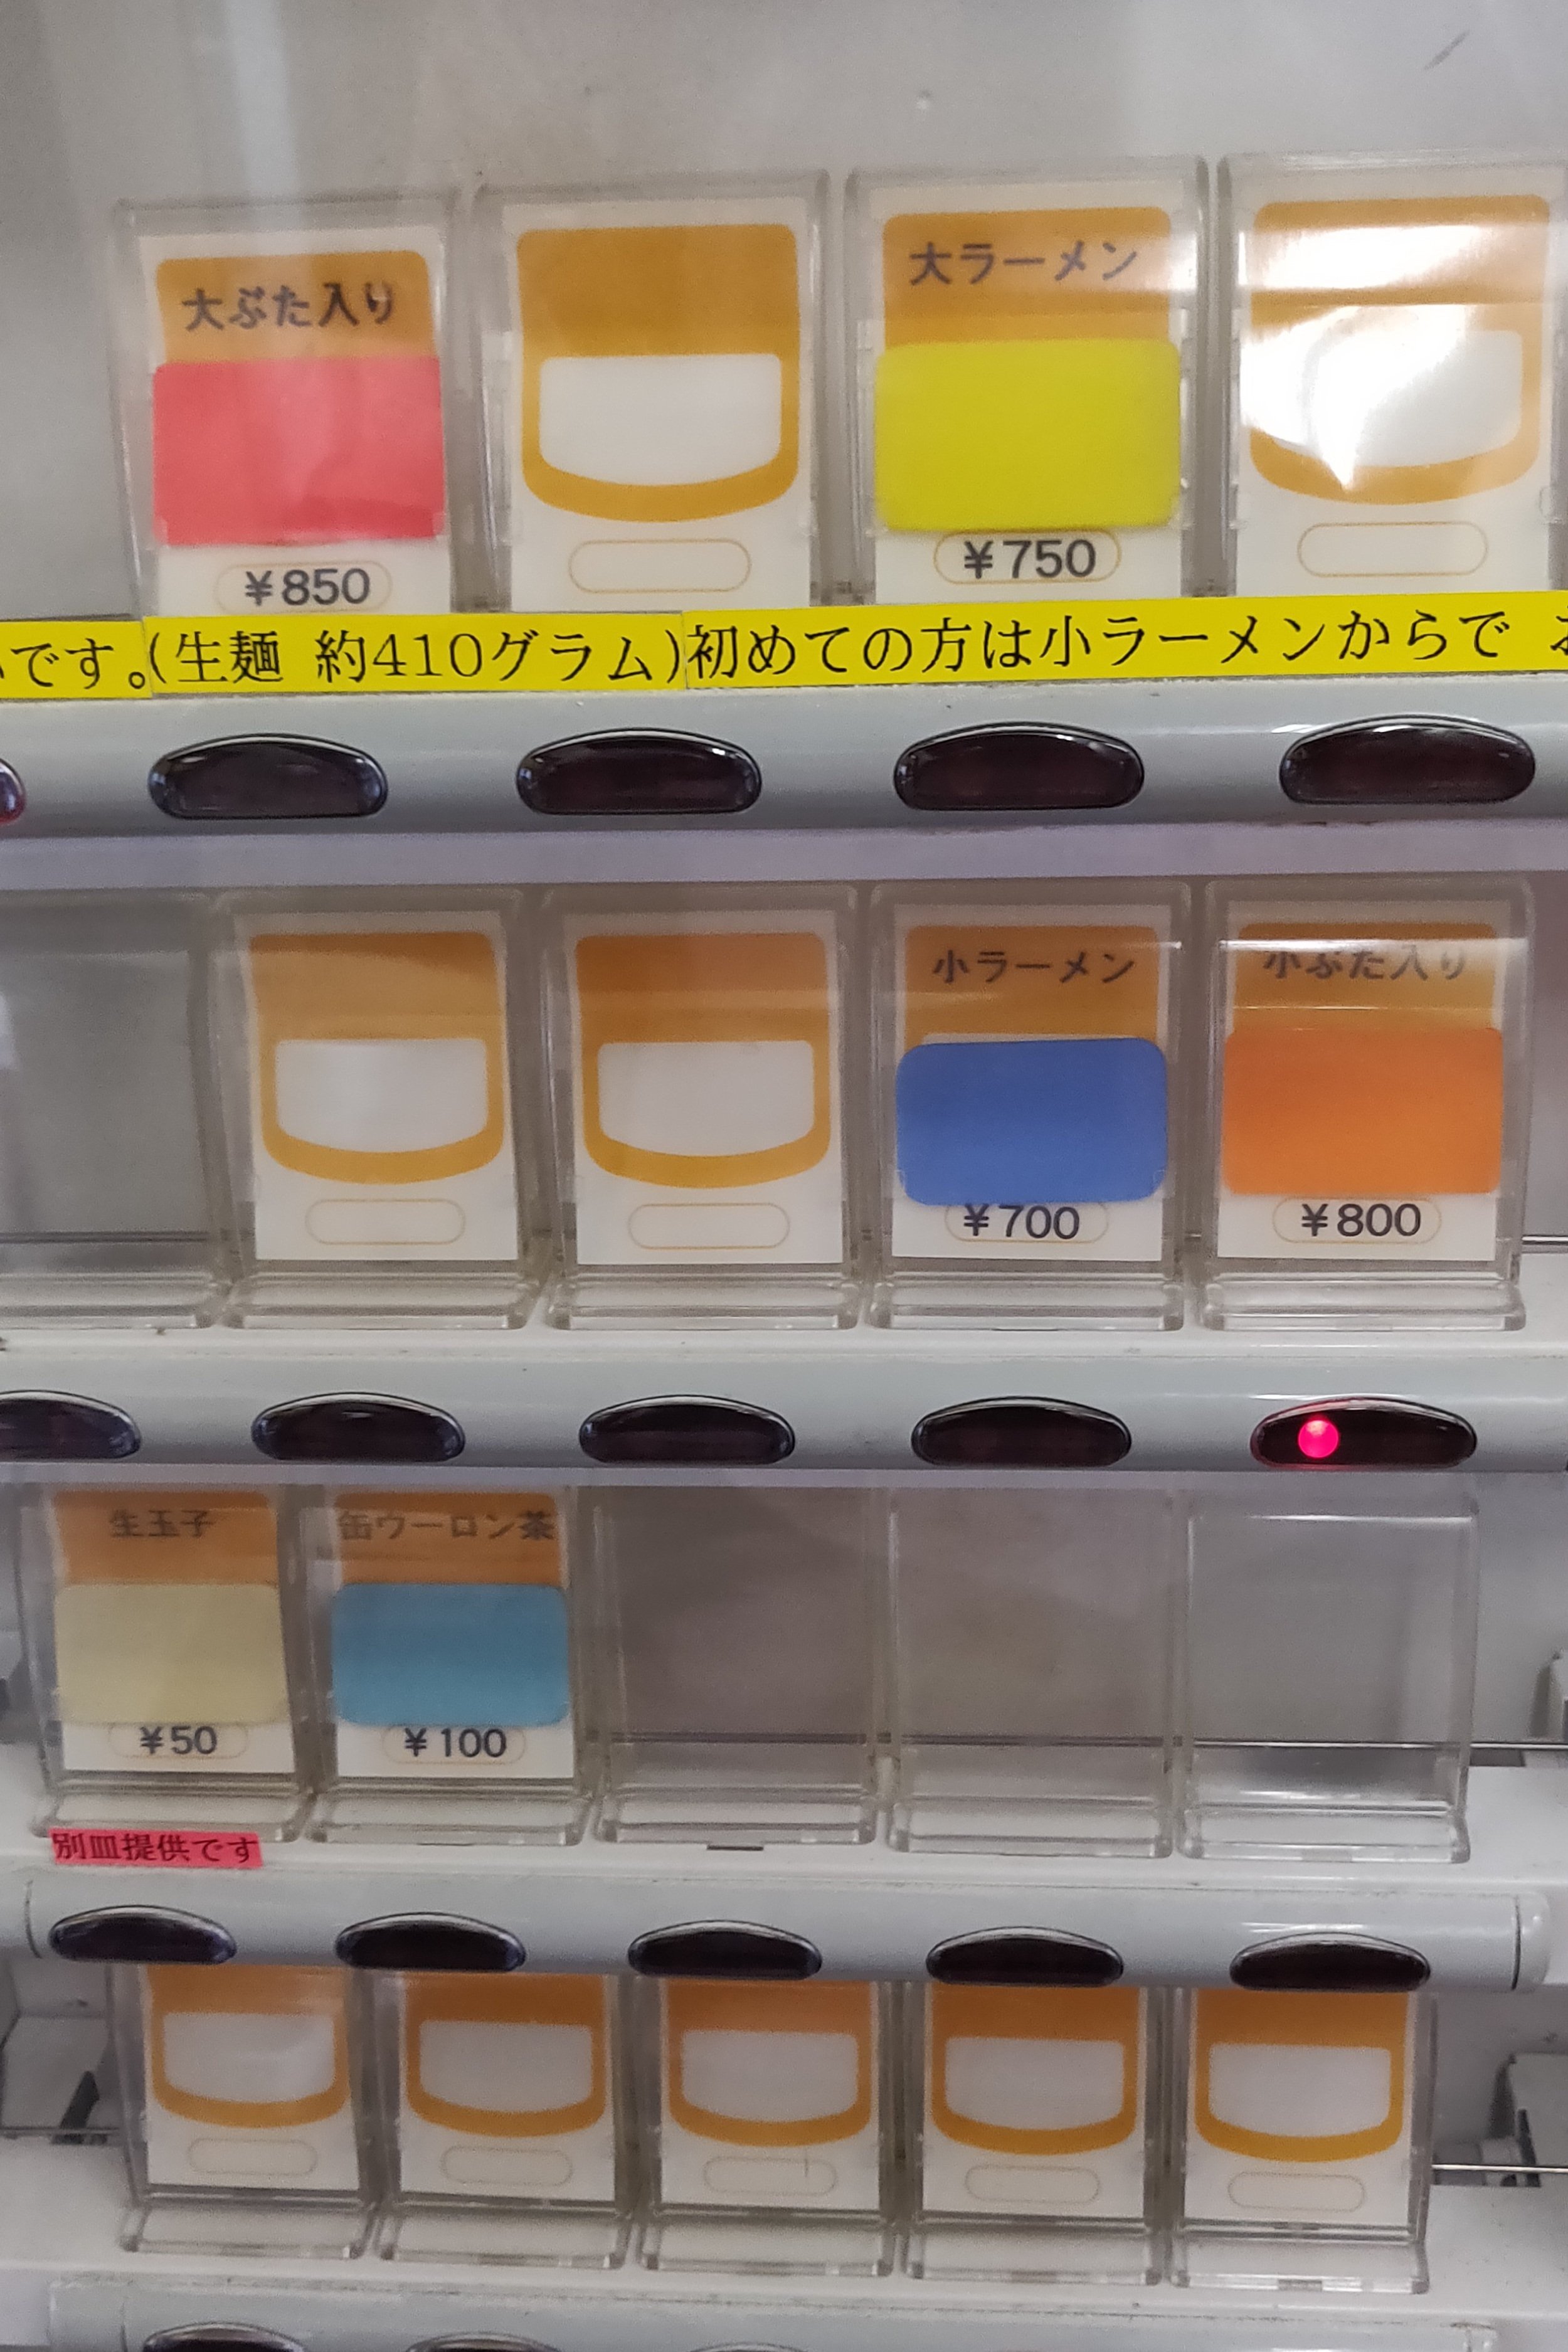 大ぶた入り
¥850
大ラーメン
¥750
です。(生麺 約410グラム)初めての方は小ラーメンからで
小ラーメン
¥700
小ぶた入り
¥800
生玉子
¥50
缶ウーロン茶
¥100
別皿提供です